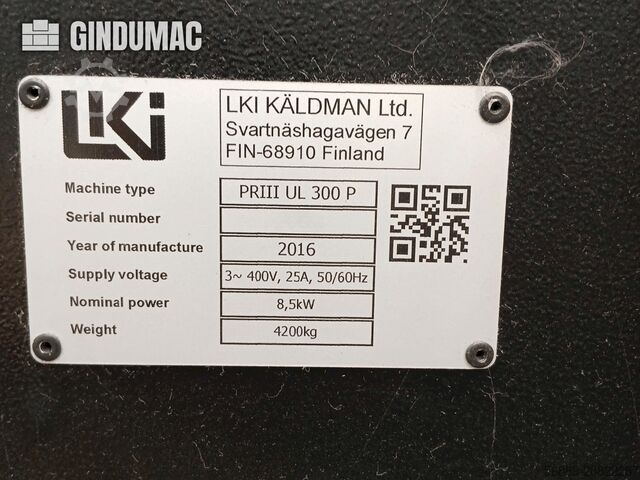 GINDUMAC
LKI
LKI KÄLDMAN Ltd.
Svartnäshagavägen 7
FIN-68910 Finland
Machine type PRIII UL 300 P
Serial number
Year of manufacture 2016
Supply voltage 3~ 400V, 25A, 50/60Hz
Nominal power 8,5kW
Weight 4200kg